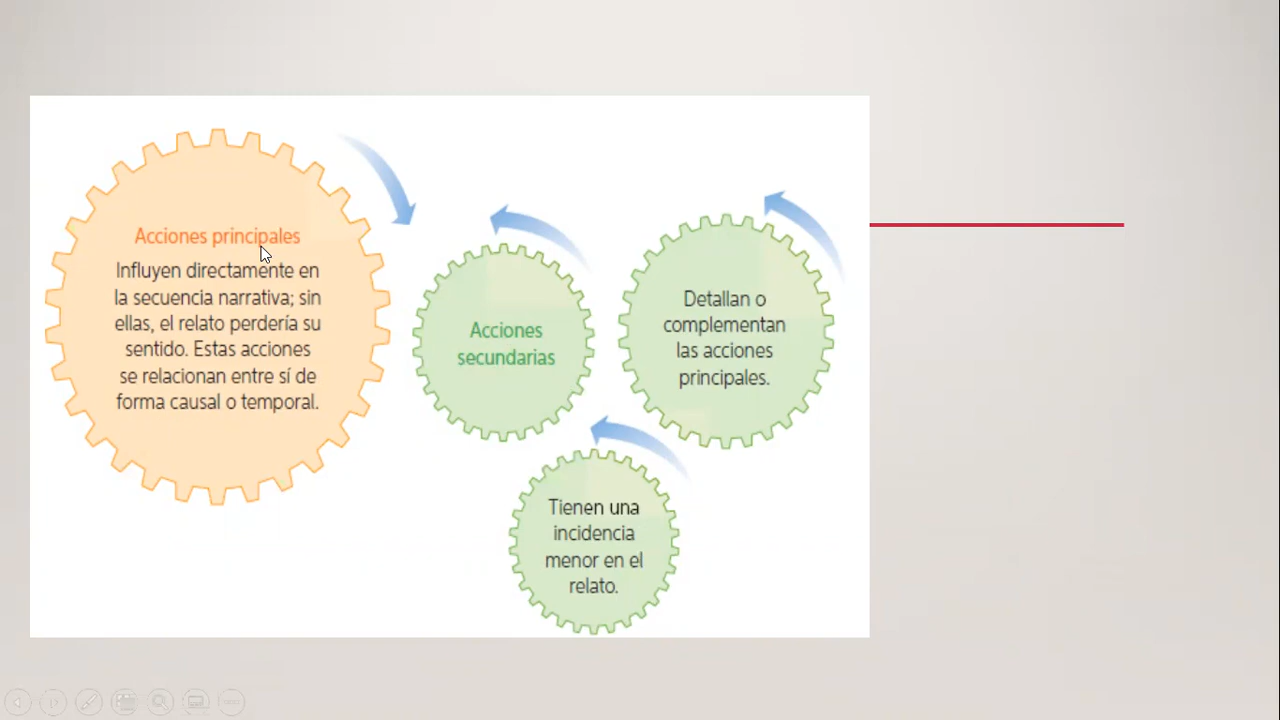 Acciones principales
Influyen directamente en
la secuencia narrativa; sin
ellas, el relato perdería su
sentido. Estas acciones
se relacionan entre sí de
forma causal o temporal.
Acciones
secundarias
Detallan o
complementan
las acciones
principales.
Tienen una
incidencia
menor en el
relato.